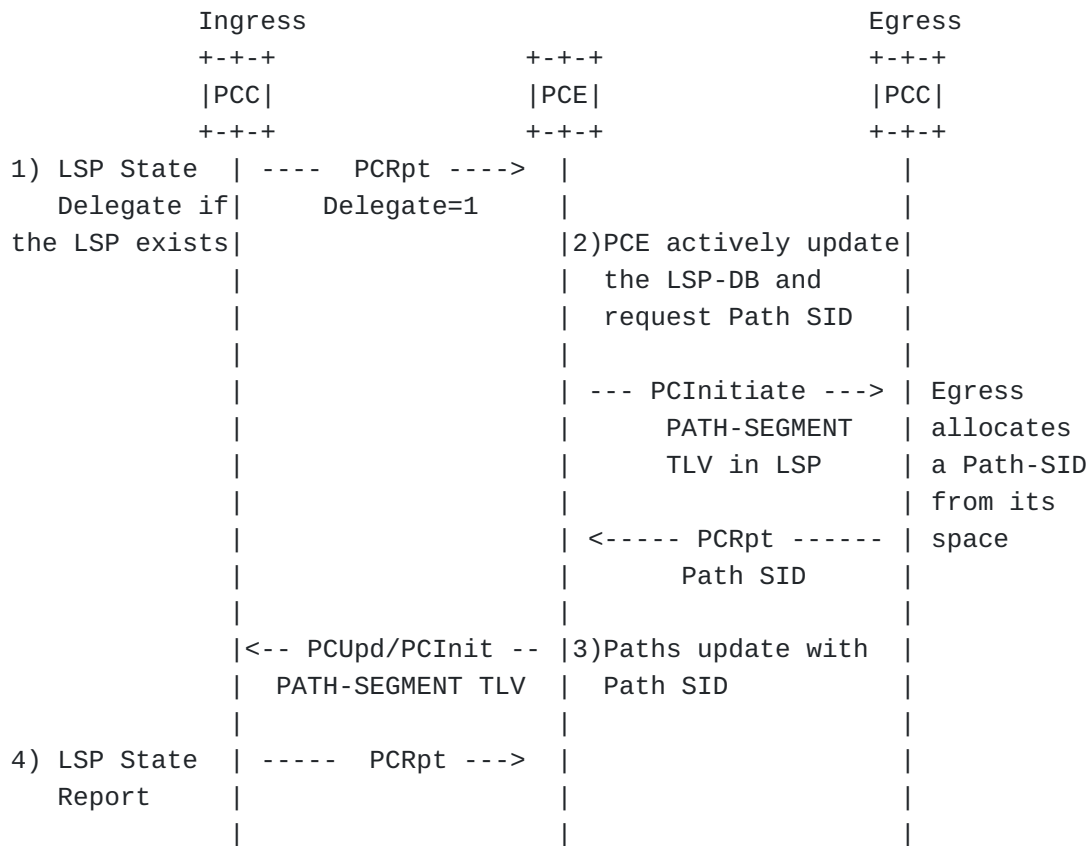 Ingress                                    Egress
            +-+-+                +-+-+                 +-+-+
            |PCC|                |PCE|                 |PCC|
            +-+-+                +-+-+                 +-+-+
1) LSP State  | ----  PCRpt ---->  |                     |
   Delegate if|     Delegate=1     |                     |
the LSP exists|                    |2)PCE actively update|
              |                    |  the LSP-DB and     |
              |                    |  request Path SID   |
              |                    |                     |
              |                    | --- PCInitiate ---> | Egress
              |                    |     PATH-SEGMENT    | allocates
              |                    |     TLV in LSP      | a Path-SID
              |                    |                     | from its
              |                    | <----- PCRpt ------ | space
              |                    |      Path SID       |
              |                    |                     |
              |<-- PCUpd/PCInit -- |3)Paths update with  |
              |  PATH-SEGMENT TLV  |  Path SID           |
              |                    |                     |
4) LSP State  | -----  PCRpt --->  |                     |
   Report     |                    |                     |
              |                    |                     |